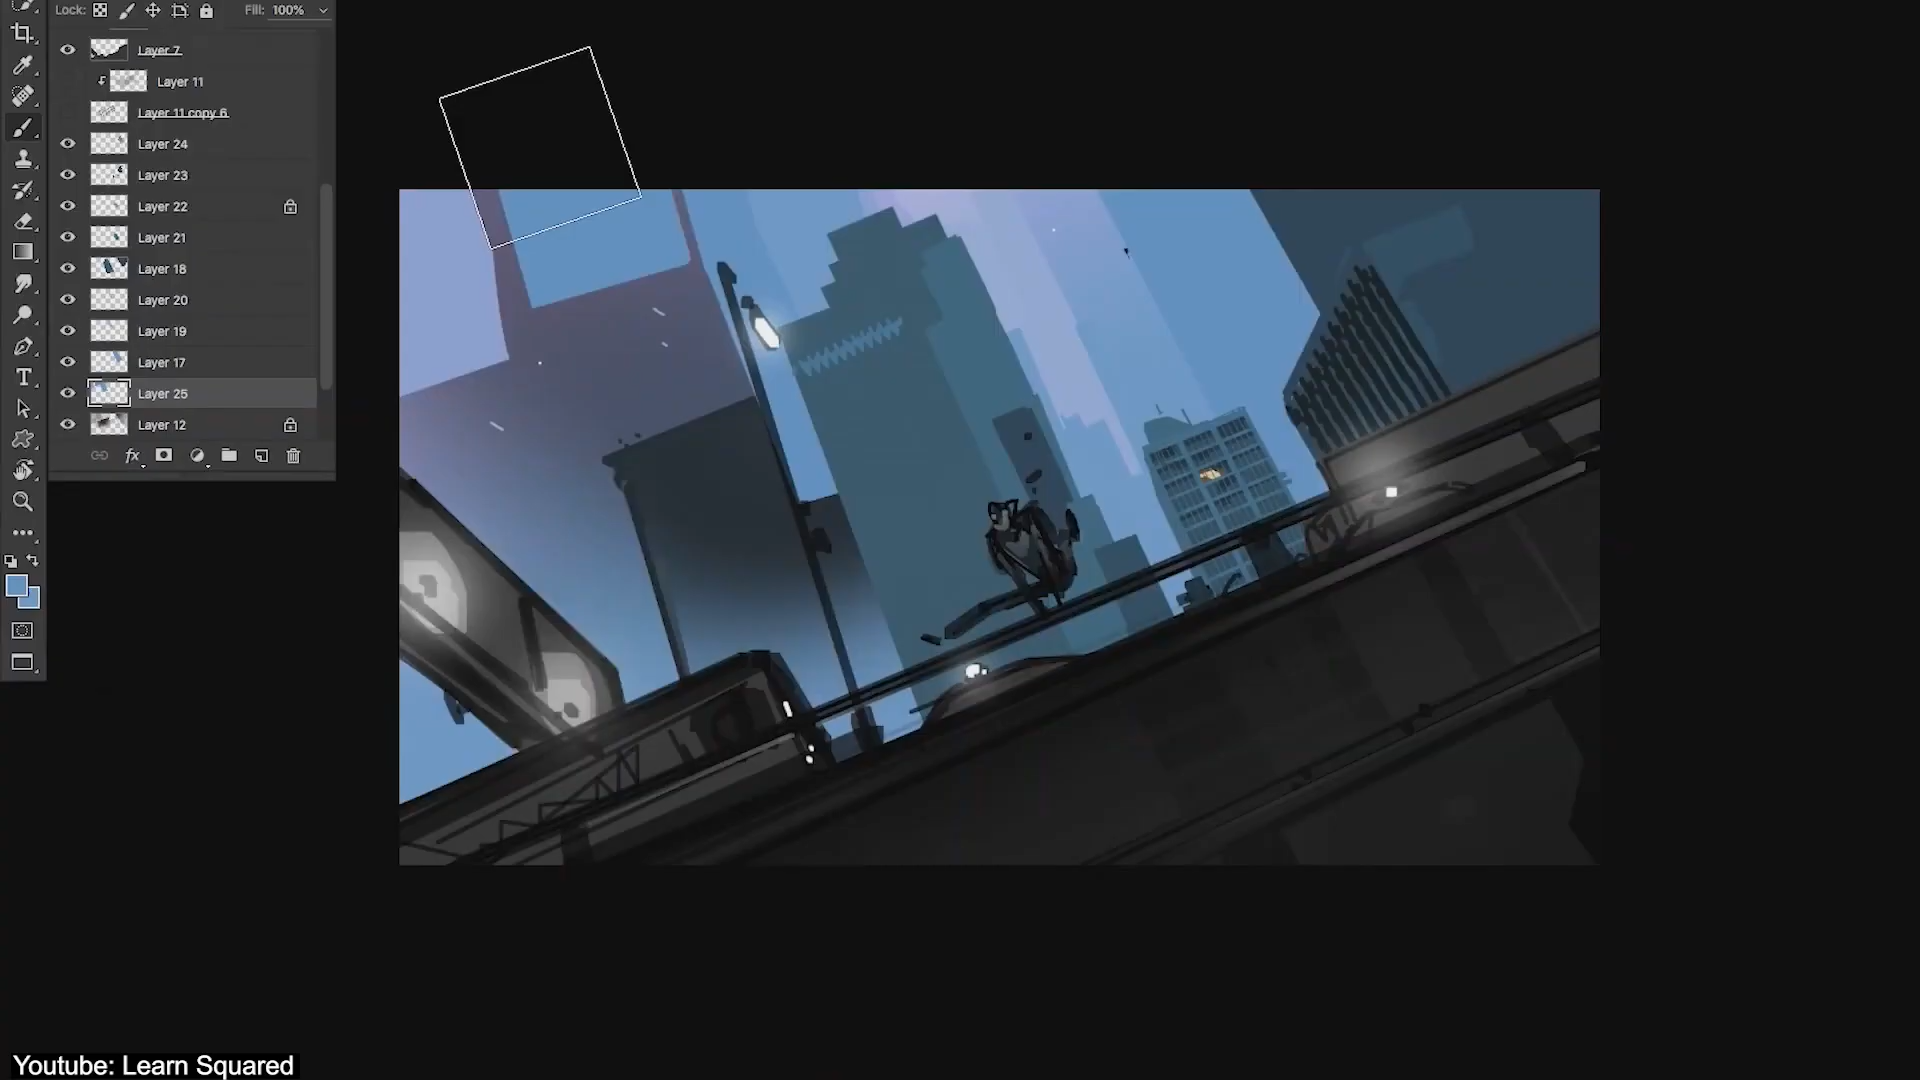 Lock:
Fill: 100%
Layer 7
Layer 11
Layer 11 copy 6
Layer 24
Layer 23
Layer 22
Layer 21
Layer 18
Layer 20
Layer 19
Layer 17
Layer 25
Layer 12
fx
T
Youtube: Learn Squared